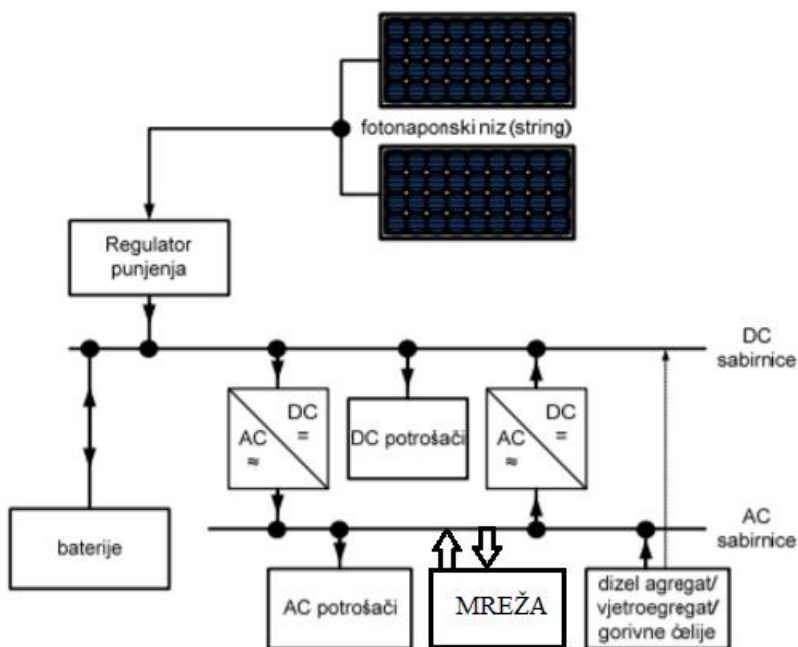 fotonaponski niz (string)
Regulator
punjenja
DC
sabirnice
DC
=
AC
≈
DC potrošači
DC
=
AC
≈
baterije
AC
sabirnice
AC potrošači
MREŽA
dizel agregat/
vjetroegregat/
gorivne ćelije